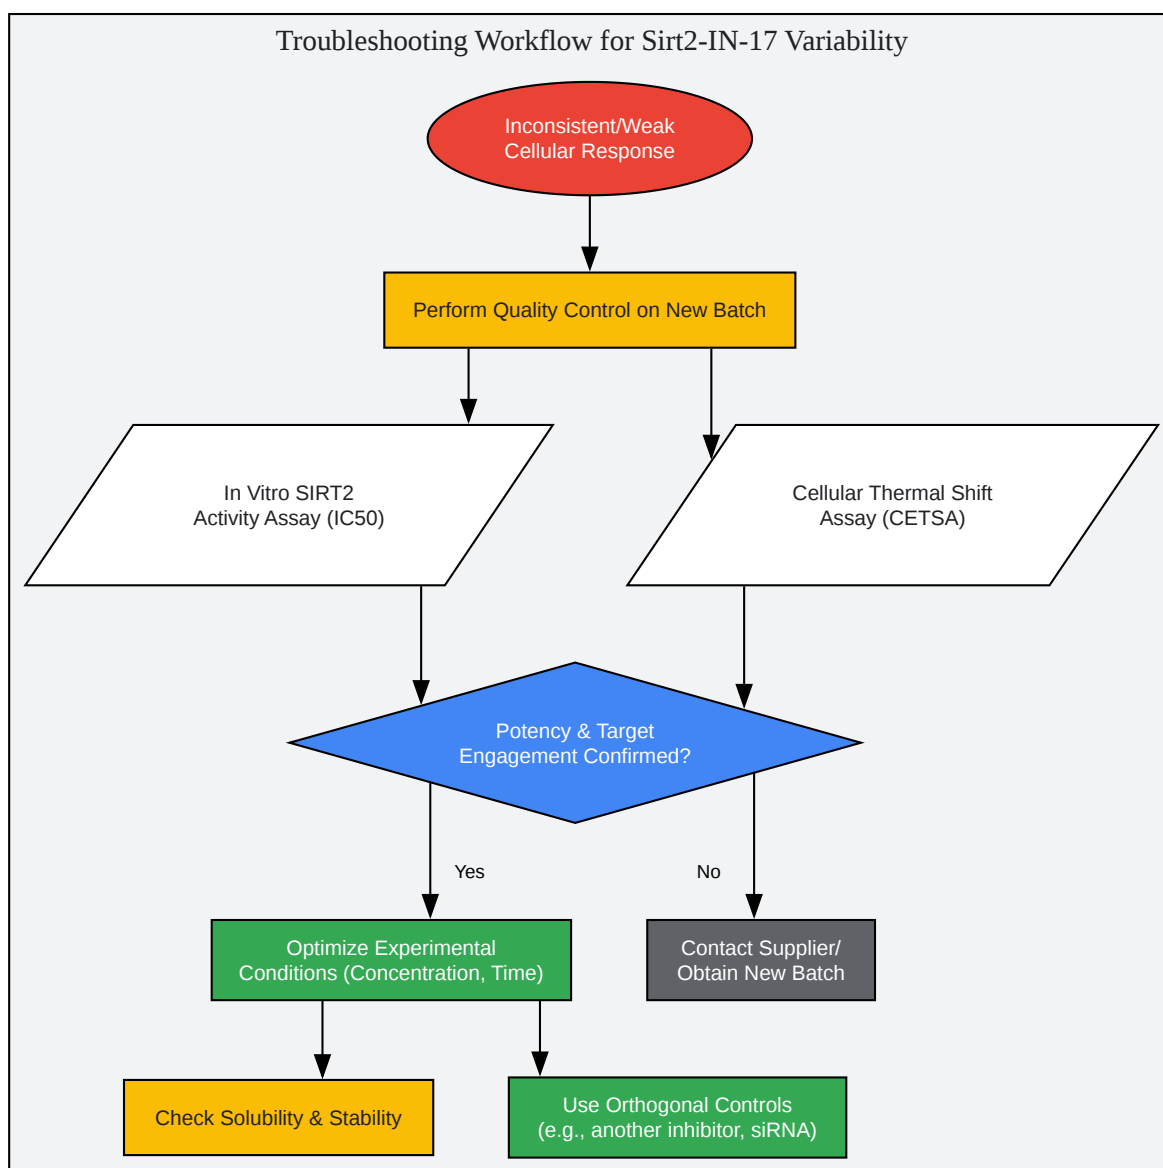 Troubleshooting Workflow for Sirt2-IN-17 Variability
Inconsistent/Weak
Cellular Response
Perform Quality Control on New Batch
In Vitro SIRT2
Activity Assay (IC50)
Cellular Thermal Shift
Assay (CETSA)
Potency & Target
Engagement Confirmed?
Yes
No
Optimize Experimental
Conditions (Concentration, Time)
Contact Supplier/
Obtain New Batch
Check Solubility & Stability
Use Orthogonal Controls
(e.g., another inhibitor, siRNA)